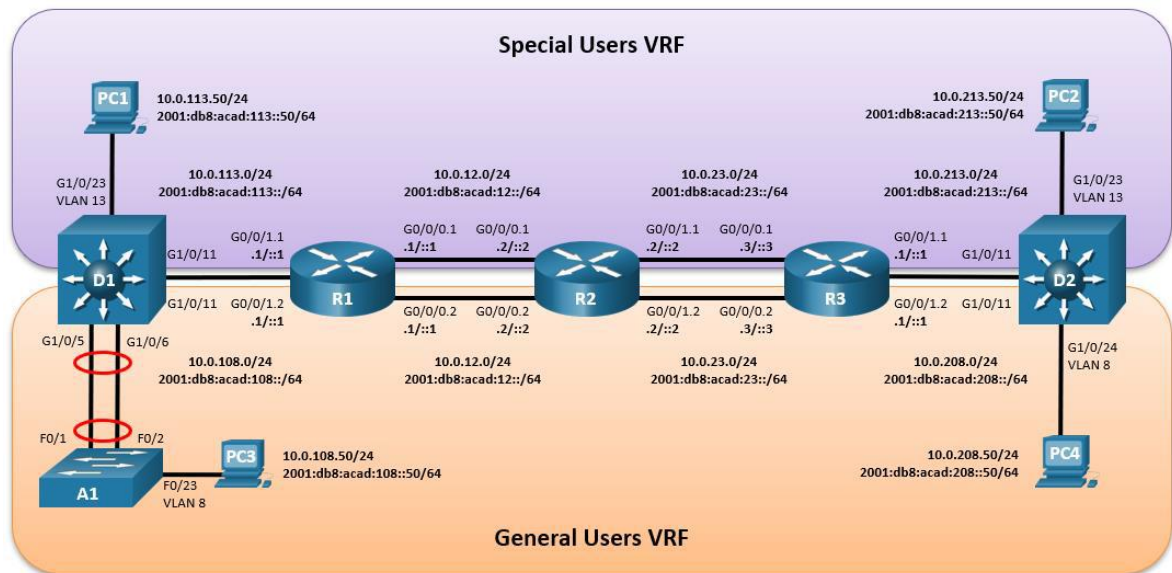 Special Users VRF
PC1
10.0.113.50/24
2001:db8:acad:113::50/64
10.0.213.50/24
2001:db8:acad:213::50/64
PC2
G1/0/23
VLAN 13
10.0.113.0/24
2001:db8:acad:113::/64
10.0.12.0/24
2001:db8:acad:12::/64
10.0.23.0/24
2001:db8:acad:23::/64
10.0.213.0/24
2001:db8:acad:213::/64
G1/0/23
VLAN 13
G1/0/11
G0/0/1.1
.1/::1
G0/0/0.1
.1/::1
G0/0/0.1
.2/::2
G0/0/1.1
.2/::2
G0/0/0.1
.3/::3
G0/0/1.1
.1/::1
G1/0/11
D1
R1
R2
R3
D2
G1/0/11
G0/0/1.2
.1/::1
G0/0/0.2
.1/::1
G0/0/0.2
.2/::2
G0/0/1.2
.2/::2
G0/0/0.2
.3/::3
G0/0/1.2
.1/::1
G1/0/11
G1/0/5
G1/0/6
10.0.108.0/24
2001:db8:acad:108::/64
10.0.12.0/24
2001:db8:acad:12::/64
10.0.23.0/24
2001:db8:acad:23::/64
10.0.208.0/24
2001:db8:acad:208::/64
G1/0/24
VLAN 8
F0/1
F0/2
PC3
10.0.108.50/24
2001:db8:acad:108::50/64
10.0.208.50/24
2001:db8:acad:208::50/64
PC4
A1
F0/23
VLAN 8
General Users VRF